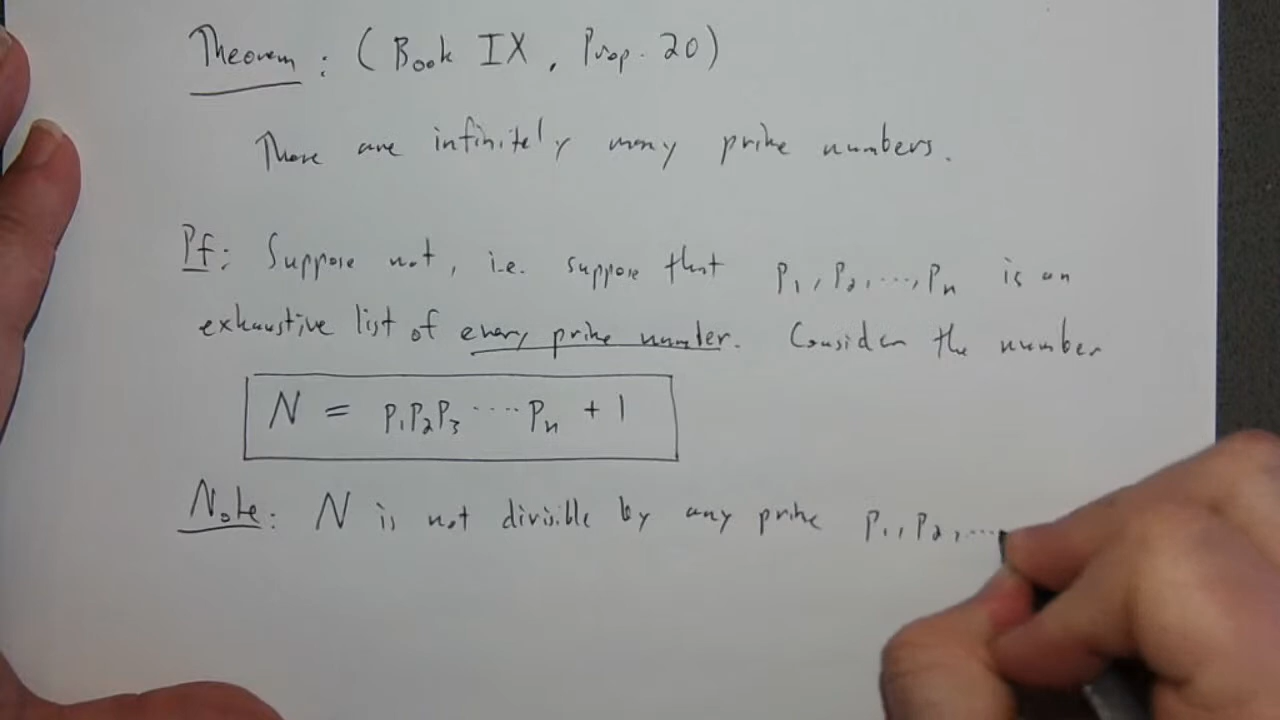 Theorem: (Book IX, Prop. 20)
There are infinitely many prime numbers.
Pf: Suppose not, i.e. suppose that p₁, p₂, ..., pₙ is an
exhaustive list of every prime number. Consider the number
N = p₁p₂p₃ ···· pₙ + 1
Note: N is not divisible by any prime p₁, p₂, ...